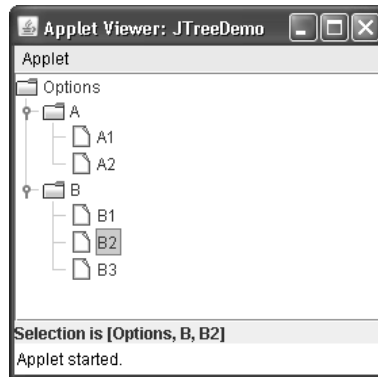 Applet Viewer: JTreeDemo
Applet
Options
A
A1
A2
B
B1
B2
B3
Selection is [Options, B, B2]
Applet started.